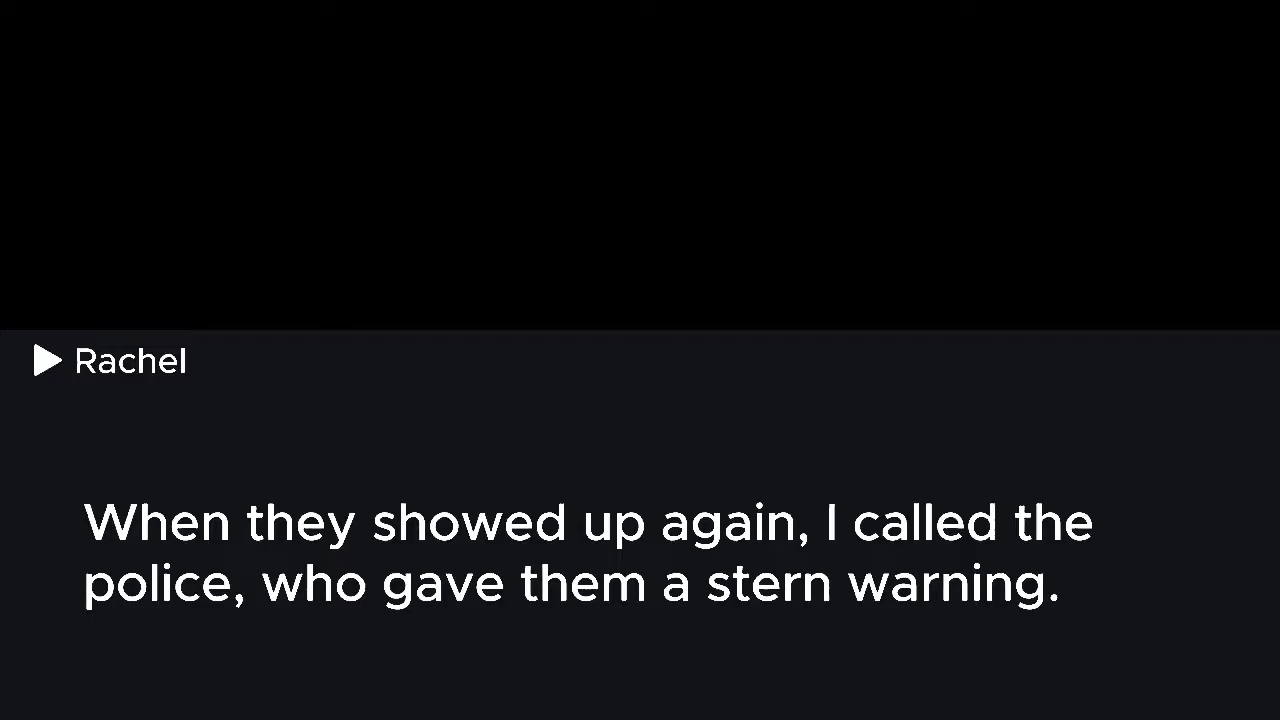 Rachel
When they showed up again, I called the
police, who gave them a stern warning.